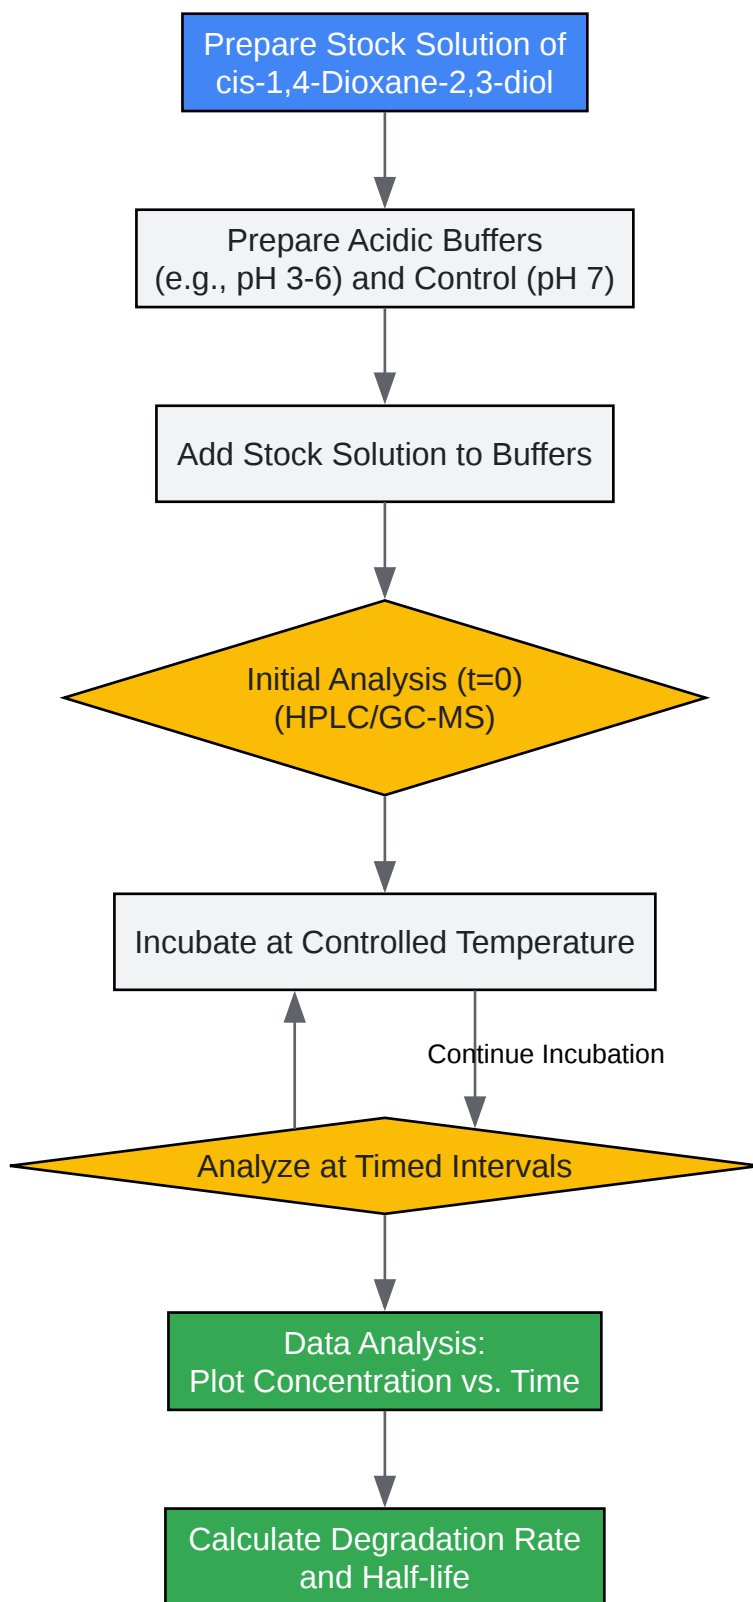 Prepare Stock Solution of
cis-1,4-Dioxane-2,3-diol
Prepare Acidic Buffers
(e.g., pH 3-6) and Control (pH 7)
Add Stock Solution to Buffers
Initial Analysis (t=0)
(HPLC/GC-MS)
Incubate at Controlled Temperature
Continue Incubation
Analyze at Timed Intervals
Data Analysis:
Plot Concentration vs. Time
Calculate Degradation Rate
and Half-life